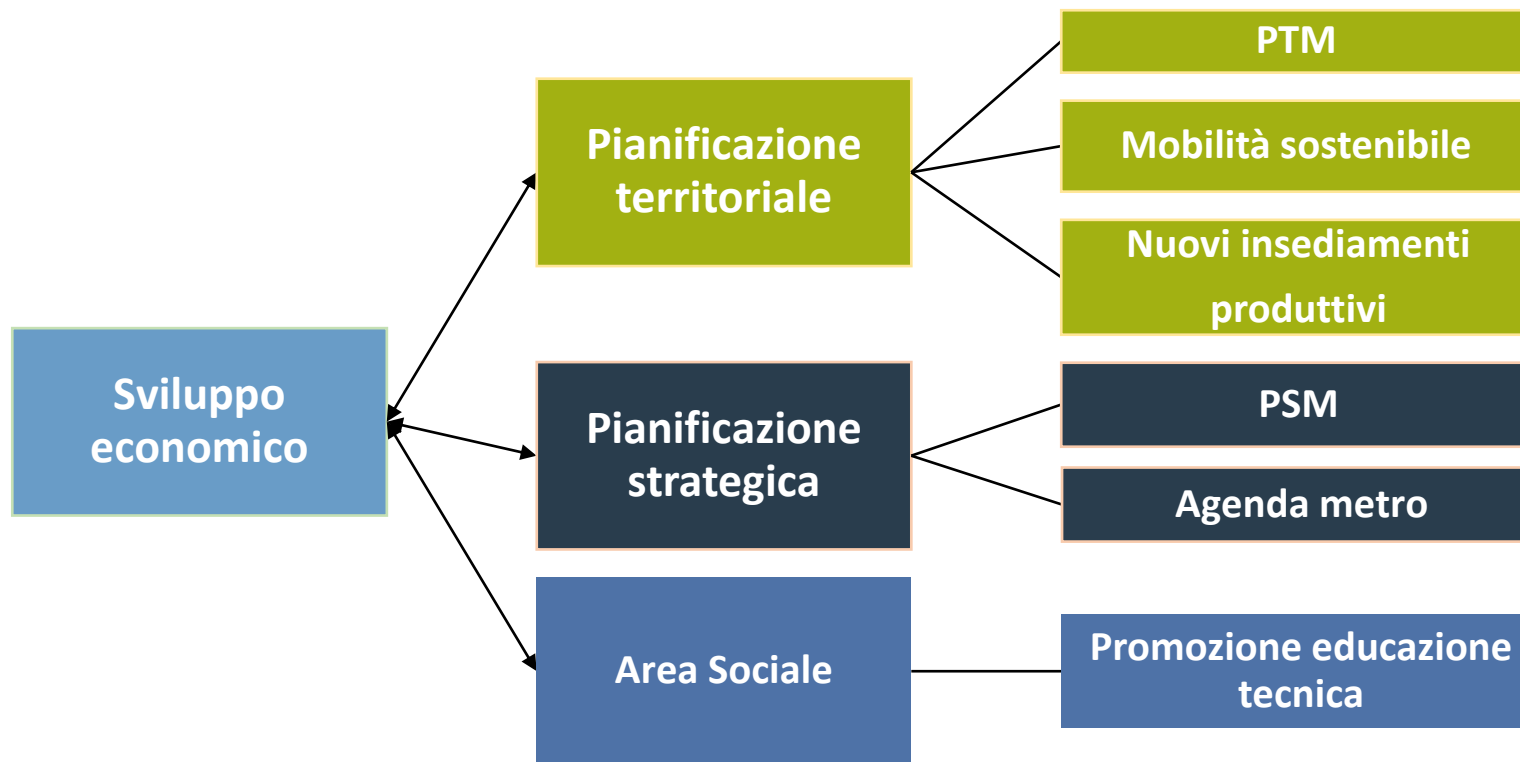 Sviluppo
economico
Pianificazione
territoriale
PTM
Mobilità sostenibile
Nuovi insediamenti
produttivi
Pianificazione
strategica
PSM
Agenda metro
Area Sociale
Promozione educazione
tecnica